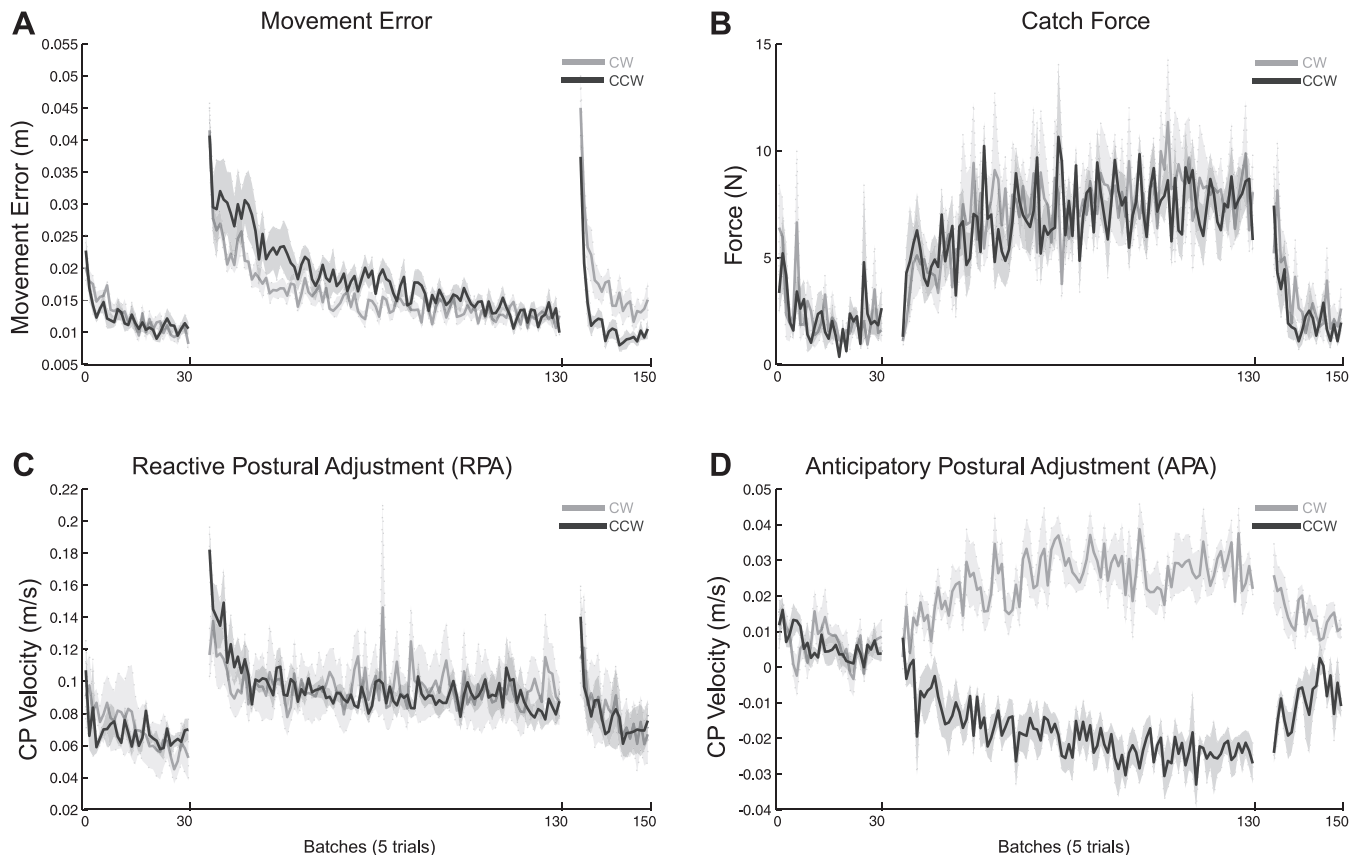 A
Movement Error
Movement Error (m)
0.055
0.05
0.045
0.04
0.035
0.03
0.025
0.02
0.015
0.01
0.005
0
30
130
150
CW
CCW
B
Catch Force
Force (N)
15
10
5
0
0
30
130
150
CW
CCW
C
Reactive Postural Adjustment (RPA)
CP Velocity (m/s)
0.22
0.2
0.18
0.16
0.14
0.12
0.1
0.08
0.06
0.04
0.02
0
30
130
150
CW
CCW
Batches (5 trials)
D
Anticipatory Postural Adjustment (APA)
CP Velocity (m/s)
0.05
0.04
0.03
0.02
0.01
0
-0.01
-0.02
-0.03
-0.04
0
30
130
150
CW
CCW
Batches (5 trials)